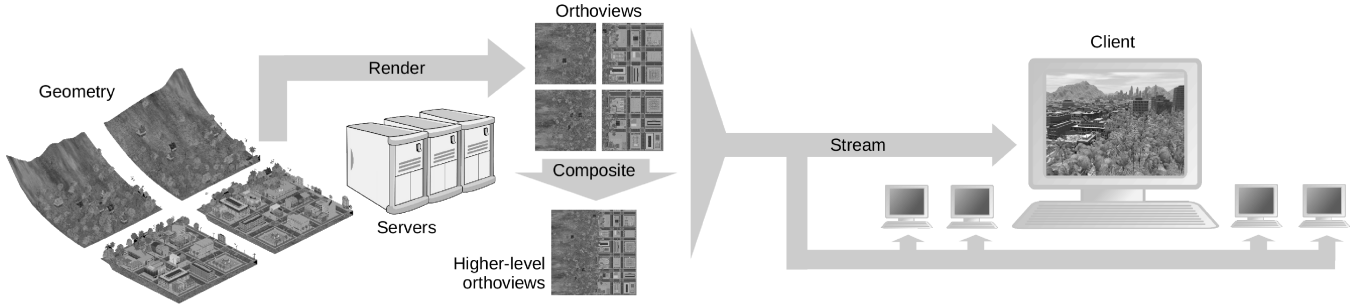 Orthoviews
Client
Render
Geometry
Stream
Composite
Servers
Higher-level
orthoviews